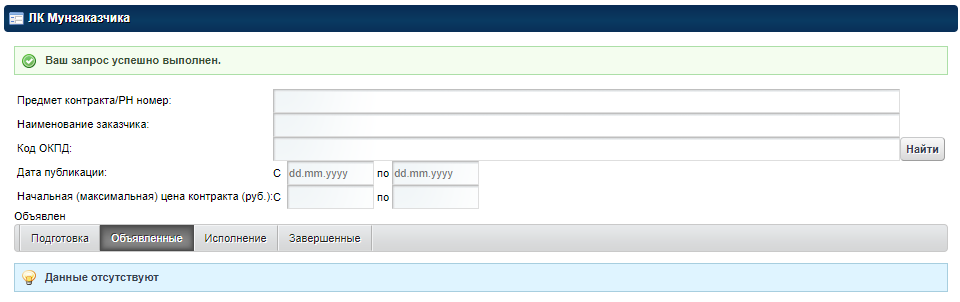 ЛК Мунзаказчика
Ваш запрос успешно выполнен.
Предмет контракта/РН номер:
Наименование заказчика:
Код ОКПД: Найти
Дата публикации: С dd.mm.yyyy по dd.mm.yyyy
Начальная (максимальная) цена контракта (руб.): С по
Объявлен
Подготовка Объявленные Исполнение Завершенные
Данные отсутствуют